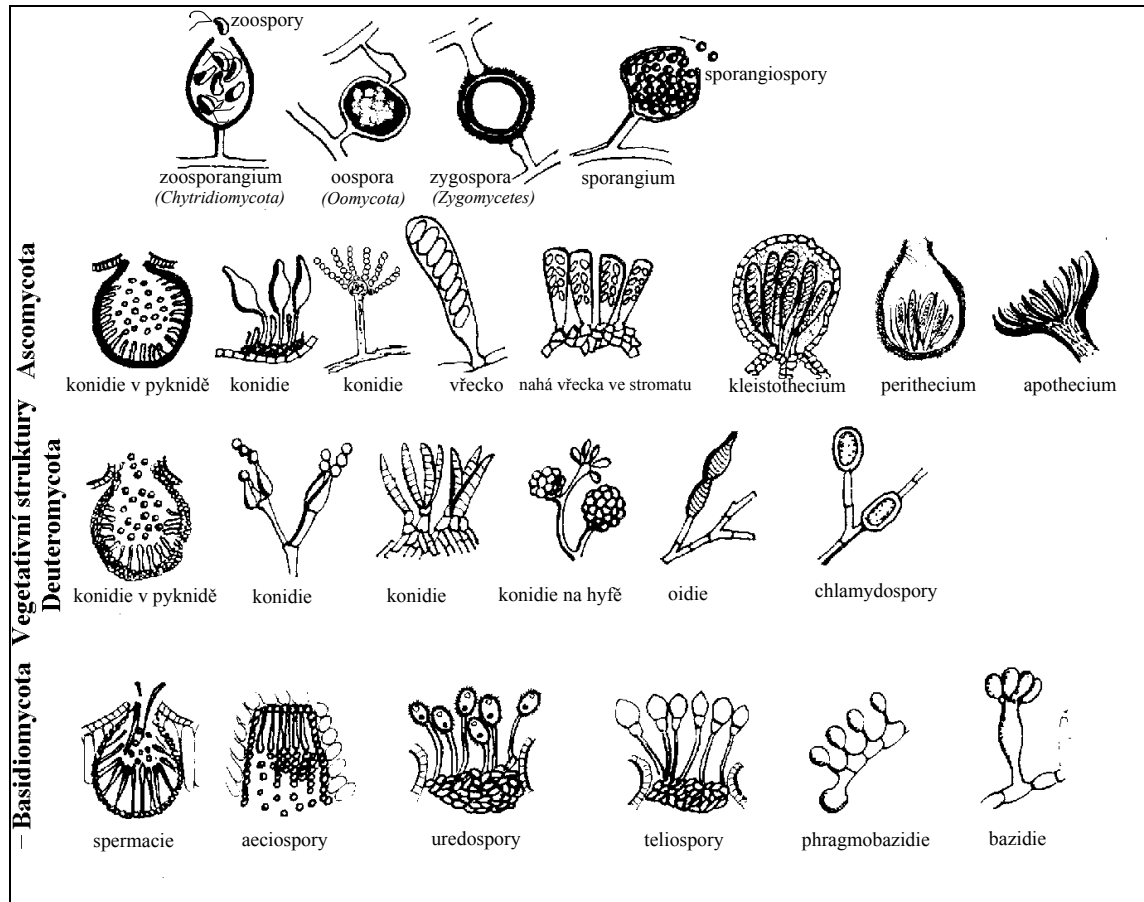 zoospory
sporangiospory
zoosporangium
(Chytridiomycota)
oospora
(Oomycota)
zygospora
(Zygomycetes)
sporangium
Ascomycota
konidie v pyknidě
konidie
konidie
vřecko
nahá vřecka ve stromatu
kleistothecium
perithecium
apothecium
Vegetativní struktury
Deuteromycota
konidie v pyknidě
konidie
konidie
konidie na hyfě
oidie
chlamydospory
– Basidiomycota
spermacie
aeciospory
uredospory
teliospory
phragmobazidie
bazidie